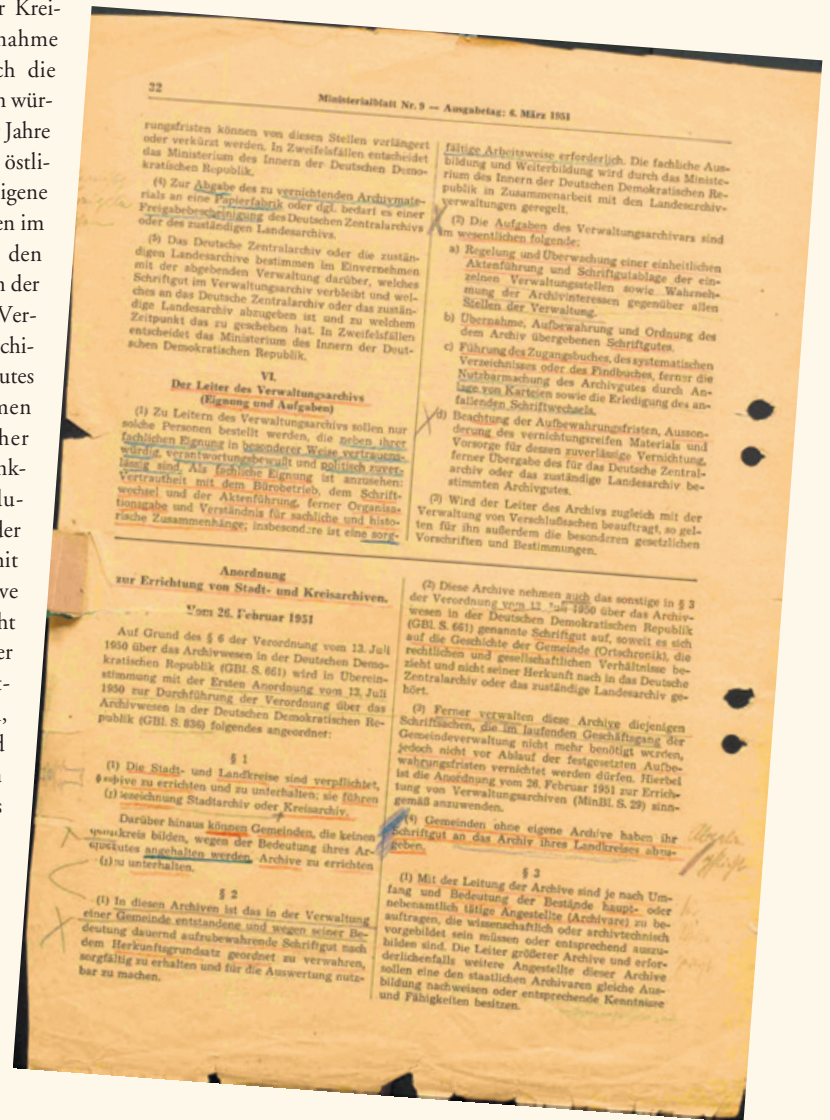 r Krei-
nahme
ch die
n wür-
Jahre
östli-
igene
en im
den
n der
Ver-
chi-
utes
men
her
nk-
lu-
ler
nit
ve
ht
er
t-
,
d
s
32
Ministerialblatt Nr. 9 — Ausgabetag: 6. März 1951
rungsfristen können von diesen Stellen verlängert
oder verkürzt werden. In Zweifelsfällen entscheidet
das Ministerium des Innern der Deutschen Demo-
kratischen Republik.
(4) Zur Abgabe des zu vernichtenden Archivmate-
rials an eine Papierfabrik oder dgl. bedarf es einer
Freigabebescheinigung des Deutschen Zentralarchivs
oder des zuständigen Landesarchivs.
(5) Das Deutsche Zentralarchiv oder die zustän-
digen Landesarchive bestimmen im Einvernehmen
mit der abgebenden Verwaltung darüber, welches
Schriftgut im Verwaltungsarchiv verbleibt und wel-
ches an das Deutsche Zentralarchiv oder das zustän-
dige Landesarchiv abzugeben ist und zu welchem
Zeitpunkt das zu geschehen hat. In Zweifelsfällen
entscheidet das Ministerium des Innern der Deut-
schen Demokratischen Republik.
VI.
Der Leiter des Verwaltungsarchivs
(Eignung und Aufgaben)
(1) Zu Leitern des Verwaltungsarchivs sollen nur
solche Personen bestellt werden, die neben ihrer
fachlichen Eignung in besonderer Weise vertrauens-
würdig, verantwortungsbewußt und politisch zuver-
lässig sind. Als fachliche Eignung ist anzusehen:
Vertrautheit mit dem Bürobetrieb, dem Schrift-
wechsel und der Aktenführung, ferner Organisa-
tionsgabe und Verständnis für sachliche und histo-
rische Zusammenhänge; insbesondere ist eine sorg-
fältige Arbeitsweise erforderlich. Die fachliche Aus-
bildung und Weiterbildung wird durch das Ministe-
rium des Innern der Deutschen Demokratischen Re-
publik in Zusammenarbeit mit den Landesarchiv-
verwaltungen geregelt.
(2) Die Aufgaben des Verwaltungsarchivars sind
im wesentlichen folgende:
a) Regelung und Überwachung einer einheitlichen
Aktenführung und Schriftgutablage der ein-
zelnen Verwaltungsstellen sowie Wahrneh-
mung der Archivinteressen gegenüber allen
Stellen der Verwaltung.
b) Übernahme, Aufbewahrung und Ordnung des
dem Archiv übergebenen Schriftgutes.
c) Führung des Zugangsbuches, des systematischen
Verzeichnisses oder des Findbuches, ferner die
Nutzbarmachung des Archivgutes durch An-
lage von Karteien sowie die Erledigung des an-
fallenden Schriftwechsels.
d) Beachtung der Aufbewahrungsfristen, Ausson-
derung des vernichtungsreifen Materials und
Vorsorge für dessen zuverlässige Vernichtung,
ferner Übergabe des für das Deutsche Zentral-
archiv oder das zuständige Landesarchiv be-
stimmten Archivgutes.
(3) Wird der Leiter des Archivs zugleich mit der
Verwaltung von Verschlußsachen beauftragt, so gel-
ten für ihn außerdem die besonderen gesetzlichen
Vorschriften und Bestimmungen.
Anordnung
zur Errichtung von Stadt- und Kreisarchiven.
Vom 26. Februar 1951
Auf Grund des § 6 der Verordnung vom 13. Juli
1950 über das Archivwesen in der Deutschen Demo-
kratischen Republik (GBl. S. 661) wird in Überein-
stimmung mit der Ersten Anordnung vom 13. Juli
1950 zur Durchführung der Verordnung über das
Archivwesen in der Deutschen Demokratischen Re-
publik (GBl. S. 836) folgendes angeordnet:
§ 1
(1) Die Stadt- und Landkreise sind verpflichtet,
Archive zu errichten und zu unterhalten; sie führen
(1) Bezeichnung Stadtarchiv oder Kreisarchiv.
Darüber hinaus können Gemeinden, die keinen
kreis bilden, wegen der Bedeutung ihres Ar-
gutes angehalten werden, Archive zu errichten
zu unterhalten.
§ 2
(1) In diesen Archiven ist das in der Verwaltung
einer Gemeinde entstandene und wegen seiner Be-
deutung dauernd aufzubewahrende Schriftgut nach
dem Herkunftsgrundsatz geordnet zu verwahren,
sorgfältig zu erhalten und für die Auswertung nutz-
bar zu machen.
(2) Diese Archive nehmen auch das sonstige in § 3
der Verordnung vom 13. Juli 1950 über das Archiv-
wesen in der Deutschen Demokratischen Republik
(GBl. S. 661) genannte Schriftgut auf, soweit es sich
auf die Geschichte der Gemeinde (Ortschronik), die
rechtlichen und gesellschaftlichen Verhältnisse be-
zieht und nicht seiner Herkunft nach in das Deutsche
Zentralarchiv oder das zuständige Landesarchiv ge-
hört.
(3) Ferner verwalten diese Archive diejenigen
Schriftsachen, die im laufenden Geschäftsgang der
Gemeindeverwaltung nicht mehr benötigt werden,
jedoch nicht vor Ablauf der festgesetzten Aufbe-
wahrungsfristen vernichtet werden dürfen. Hierbei
ist die Anordnung vom 26. Februar 1951 zur Errich-
tung von Verwaltungsarchiven (MinBl. S. 29) sinn-
gemäß anzuwenden.
(4) Gemeinden ohne eigene Archive haben ihr
Schriftgut an das Archiv ihres Landkreises abzu-
geben.
§ 3
(1) Mit der Leitung der Archive sind je nach Um-
fang und Bedeutung der Bestände haupt- oder
nebenamtlich tätige Angestellte (Archivare) zu be-
auftragen, die wissenschaftlich oder archivtechnisch
vorgebildet sein müssen oder entsprechend auszu-
bilden sind. Die Leiter größerer Archive und erfor-
derlichenfalls weitere Angestellte dieser Archive
sollen eine den staatlichen Archivaren gleiche Aus-
bildung nachweisen oder entsprechende Kenntnisse
und Fähigkeiten besitzen.